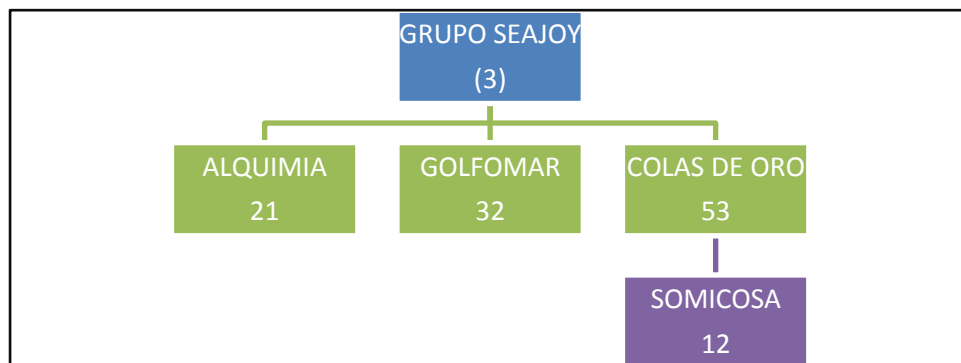 GRUPO SEAJOY
(3)
ALQUIMIA
21
GOLFOMAR
32
COLAS DE ORO
53
SOMICOSA
12